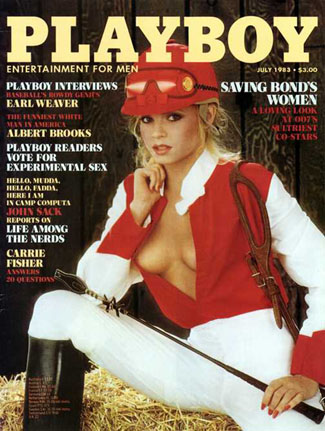 PLAYBOY
ENTERTAINMENT FOR MEN
JULY 1983 • $3.00
PLAYBOY INTERVIEWS
BASEBALL'S ROWDY GENIUS
EARL WEAVER
THE FUNNIEST WHITE
MAN IN AMERICA
ALBERT BROOKS
PLAYBOY READERS
VOTE FOR
EXPERIMENTAL SEX
HELLO, MUDDA,
HELLO, FADDA,
HERE I AM
IN CAMP COMPUTA
JOHN SACK
REPORTS ON
LIFE AMONG
THE NERDS
CARRIE
FISHER
ANSWERS
20 QUESTIONS
SAVING BOND'S
WOMEN
A LOVING LOOK
AT 007'S
SULTRIEST
CO-STARS